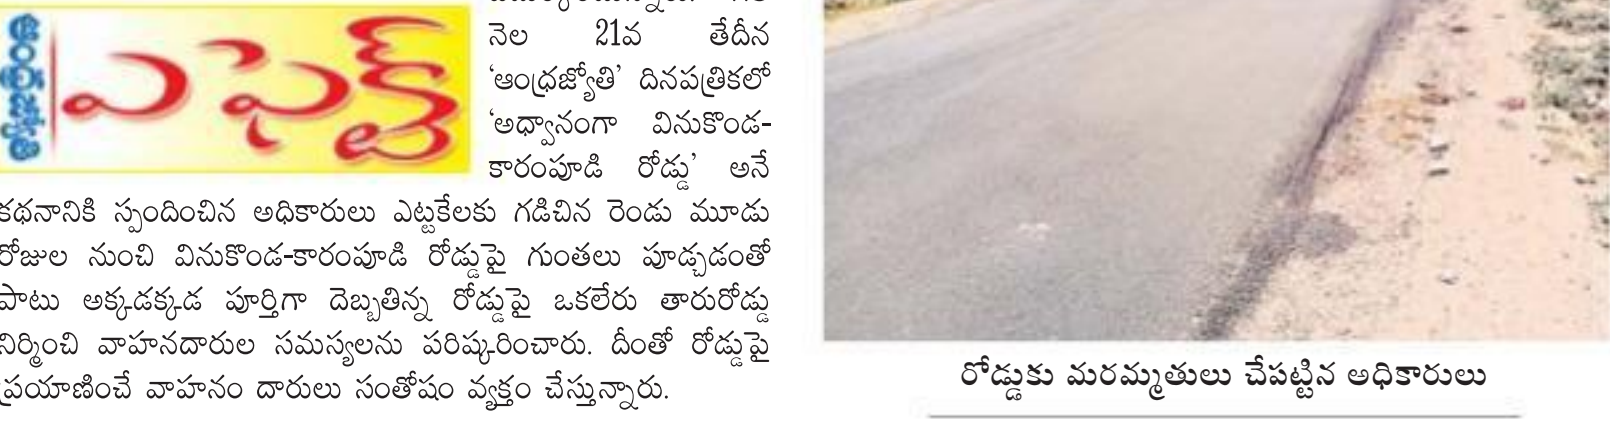 ఆంధ్రజ్యోతి
ఎఫెక్ట్
నెల 21వ తేదీన
‘ఆంధ్రజ్యోతి’ దినపత్రికలో
‘అధ్వానంగా వినుకొండ-
కారంపూడి రోడ్డు’ అనే
కథనానికి స్పందించిన అధికారులు ఎట్టకేలకు గడిచిన రెండు మూడు
రోజుల నుంచి వినుకొండ-కారంపూడి రోడ్డుపై గుంతలు పూడ్చడంతో
పాటు అక్కడక్కడ పూర్తిగా దెబ్బతిన్న రోడ్డుపై ఒకలేరు తారురోడ్డు
నిర్మించి వాహనదారుల సమస్యలను పరిష్కరించారు. దీంతో రోడ్డుపై
ప్రయాణించే వాహనం దారులు సంతోషం వ్యక్తం చేస్తున్నారు.
రోడ్డుకు మరమ్మతులు చేపట్టిన అధికారులు